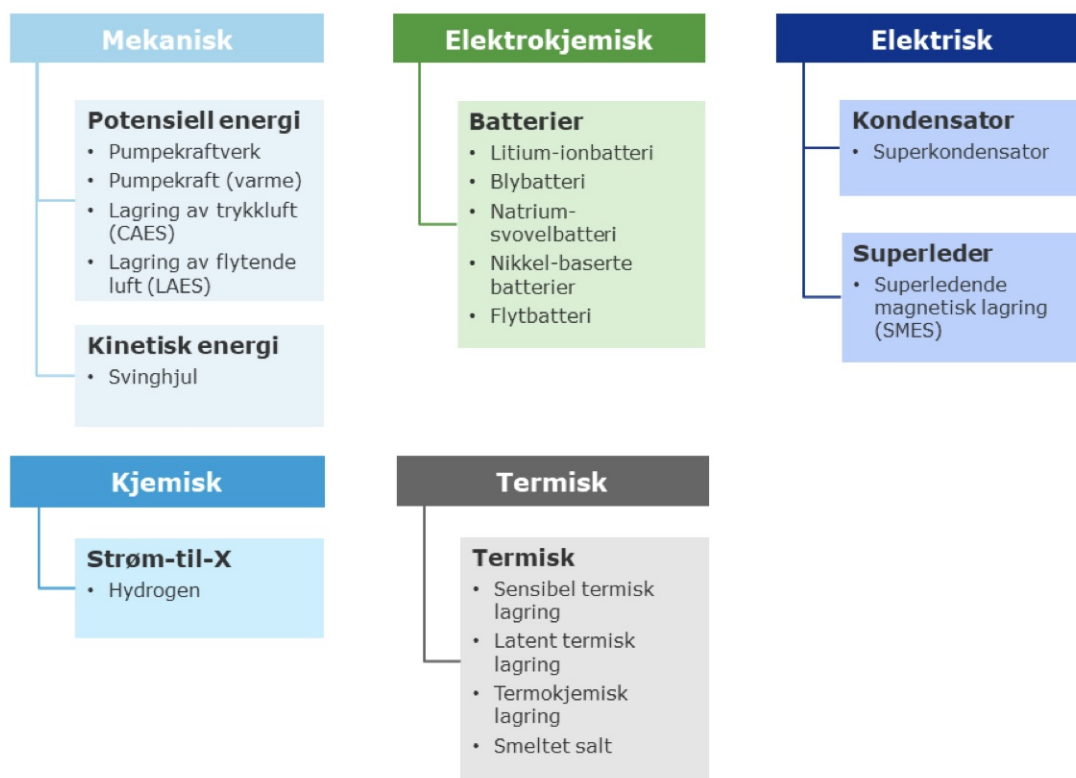 Mekanisk
Potensiell energi
• Pumpekraftverk
• Pumpekraft (varme)
• Lagring av trykkluft
(CAES)
• Lagring av flytende
luft (LAES)
Kinetisk energi
• Svinghjul
Elektrokjemisk
Batterier
• Litium-ionbatteri
• Blybatteri
• Natrium-
svovelbatteri
• Nikkel-baserte
batterier
• Flytbatteri
Elektrisk
Kondensator
• Superkondensator
Superleder
• Superledende
magnetisk lagring
(SMES)
Kjemisk
Strøm-til-X
• Hydrogen
Termisk
Termisk
• Sensibel termisk
lagring
• Latent termisk
lagring
• Termokjemisk
lagring
• Smeltet salt